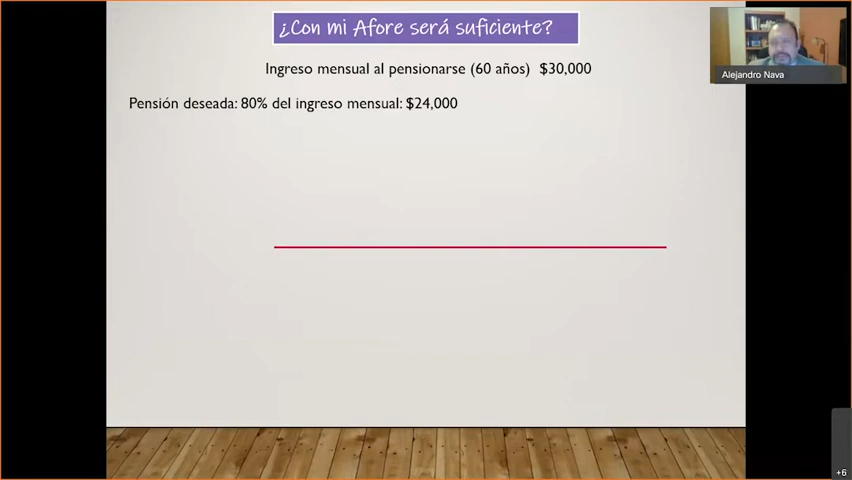 ¿Con mi Afore será suficiente?
Ingreso mensual al pensionarse (60 años) $30,000
Alejandro Nava
Pensión deseada: 80% del ingreso mensual: $24,000
+6